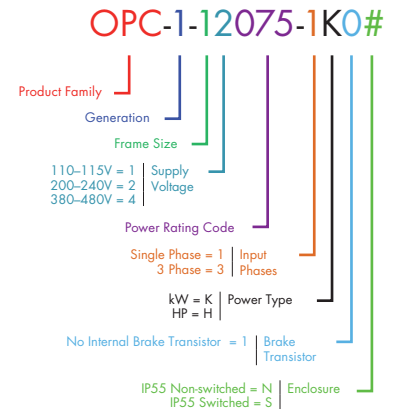 OPC-1-12075-1K0#
Product Family
Generation
Frame Size
110–115V = 1 Supply
200–240V = 2 Voltage
380–480V = 4
Power Rating Code
Single Phase = 1 Input
3 Phase = 3 Phases
kW = K Power Type
HP = H
No Internal Brake Transistor = 1 Brake
Transistor
IP55 Non-switched = N Enclosure
IP55 Switched = S